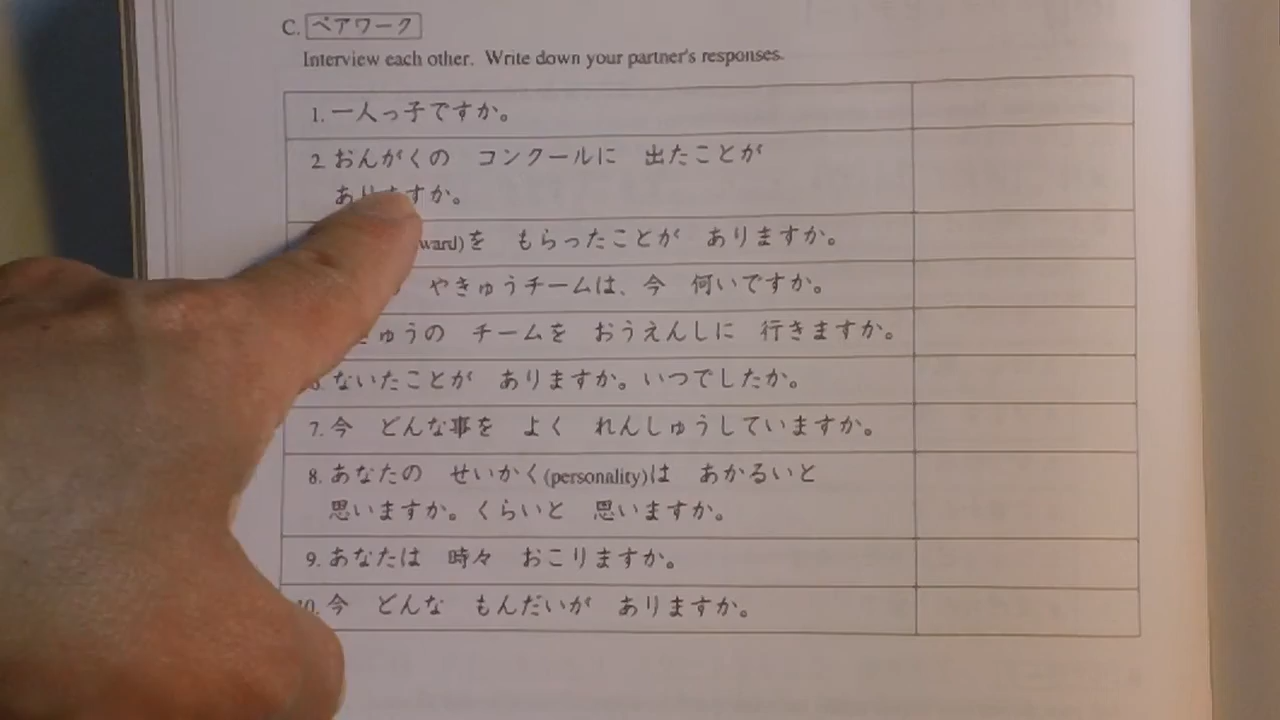 C. ペアワーク
Interview each other. Write down your partner's responses.
1. 一人っ子ですか。
2. おんがくの コンクールに 出たことが
ありますか。
を もらったことが ありますか。
やきゅうチームは、今 何いですか。
ゅうの チームを おうえんしに 行きますか。
ないたことが ありますか。いつでしたか。
7. 今 どんな事を よく れんしゅうしていますか。
8. あなたの せいかく(personality)は あかるいと
思いますか。くらいと 思いますか。
9. あなたは 時々 おこりますか。
10. 今 どんな もんだいが ありますか。